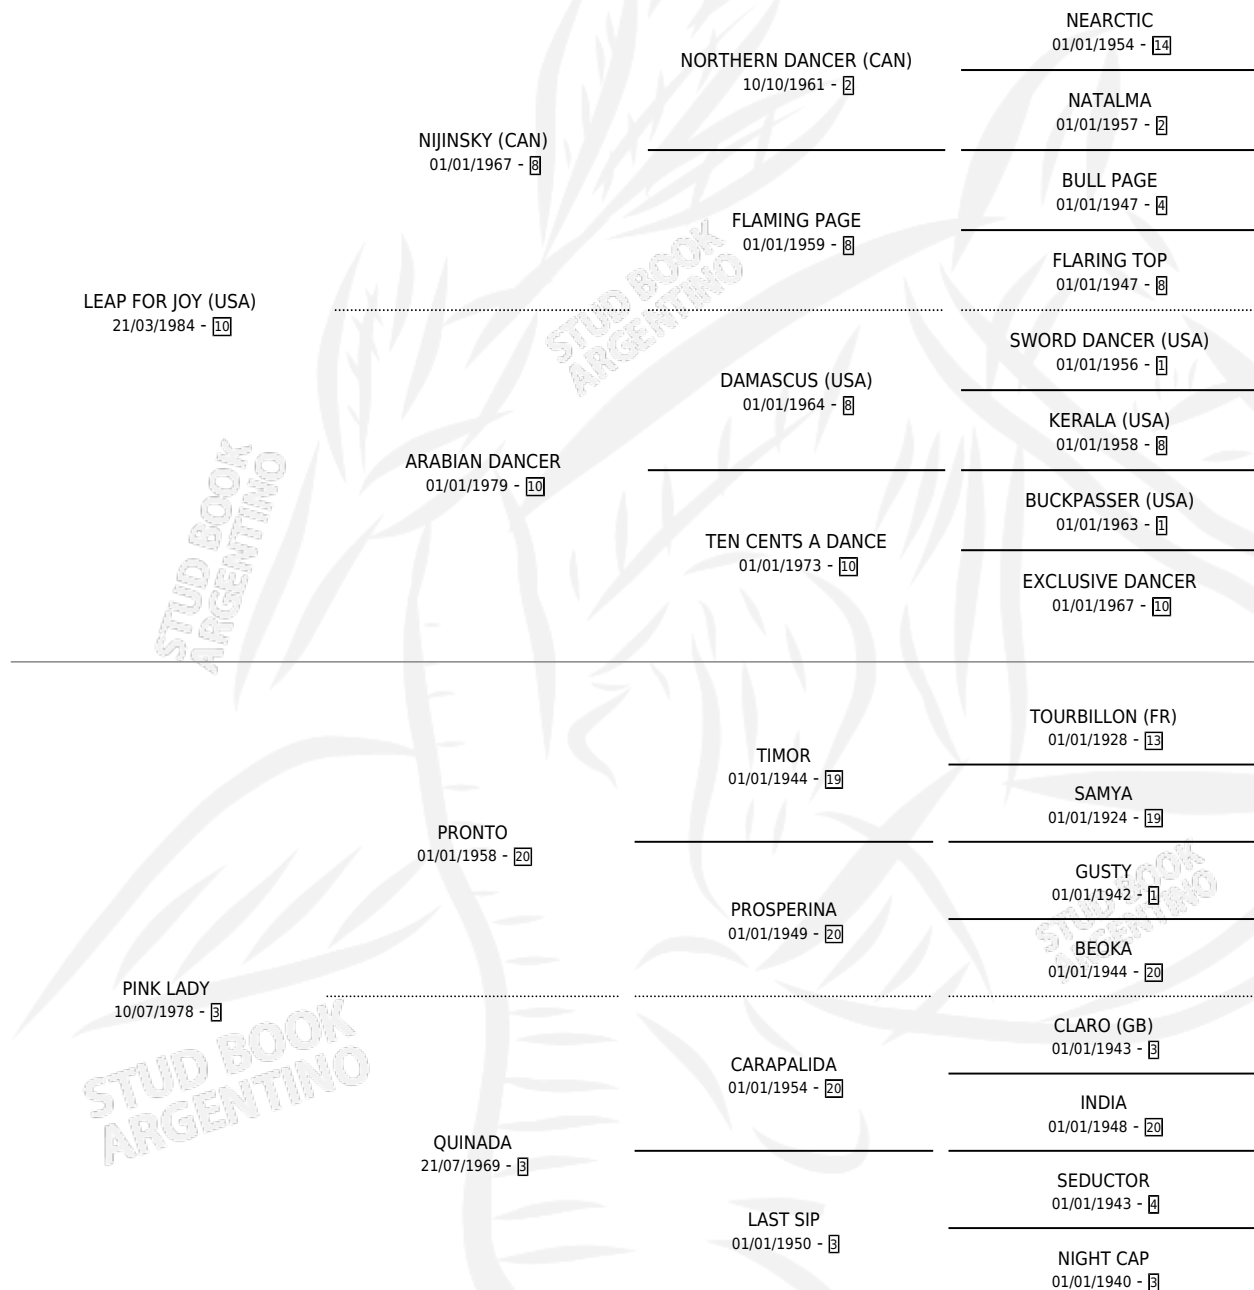 NEARCTIC
01/01/1954 - 14
NORTHERN DANCER (CAN)
10/10/1961 - 2
NATALMA
01/01/1957 - 2
NIJINSKY (CAN)
01/01/1967 - 8
BULL PAGE
01/01/1947 - 4
FLAMING PAGE
01/01/1959 - 8
FLARING TOP
01/01/1947 - 8
LEAP FOR JOY (USA)
21/03/1984 - 10
STUD BOOK
ARGENTINO
SWORD DANCER (USA)
01/01/1956 - 1
DAMASCUS (USA)
01/01/1964 - 8
KERALA (USA)
01/01/1958 - 8
ARABIAN DANCER
01/01/1979 - 10
STUD BOOK
ARGENTINO
BUCKPASSER (USA)
01/01/1963 - 1
TEN CENTS A DANCE
01/01/1973 - 10
EXCLUSIVE DANCER
01/01/1967 - 10
TOURBILLON (FR)
01/01/1928 - 13
TIMOR
01/01/1944 - 19
SAMYA
01/01/1924 - 19
PRONTO
01/01/1958 - 20
GUSTY
01/01/1942 - 1
STUD BOOK
ARGENTINO
PROSPERINA
01/01/1949 - 20
BEOKA
01/01/1944 - 20
PINK LADY
10/07/1978 - 3
STUD BOOK
ARGENTINO
CLARO (GB)
01/01/1943 - 3
CARAPALIDA
01/01/1954 - 20
INDIA
01/01/1948 - 20
QUINADA
21/07/1969 - 3
SEDUCTOR
01/01/1943 - 4
LAST SIP
01/01/1950 - 3
NIGHT CAP
01/01/1940 - 3